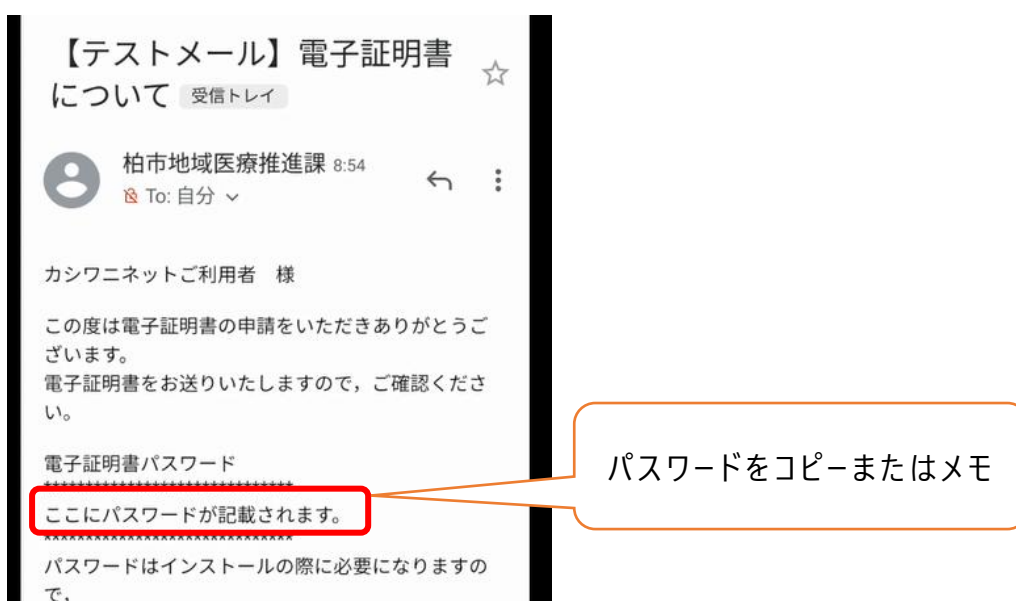 【テストメール】電子証明書
について 受信トレイ
柏市地域医療推進課 8:54
To: 自分
カシワニネットご利用者　様
この度は電子証明書の申請をいただきありがとうご
ざいます。
電子証明書をお送りいたしますので，ご確認くださ
い。
電子証明書パスワード
******************************
ここにパスワードが記載されます。
******************************
パスワードはインストールの際に必要になりますの
で，
パスワードをコピーまたはメモ